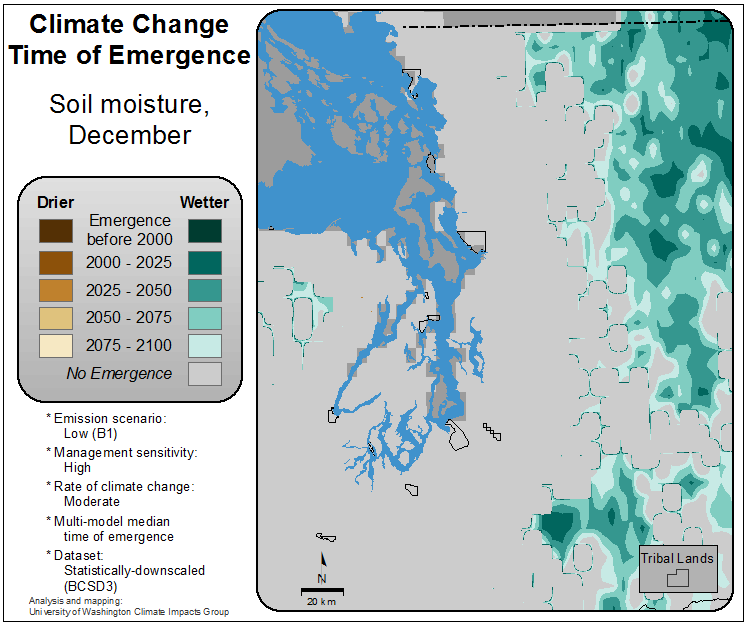 Climate Change
Time of Emergence
Soil moisture,
December
Drier Wetter
Emergence
before 2000
2000 - 2025
2025 - 2050
2050 - 2075
2075 - 2100
No Emergence
* Emission scenario:
Low (B1)
* Management sensitivity:
High
* Rate of climate change:
Moderate
* Multi-model median
time of emergence
* Dataset:
Statistically-downscaled
(BCSD3)
Analysis and mapping:
University of Washington Climate Impacts Group
N
20 km
Tribal Lands